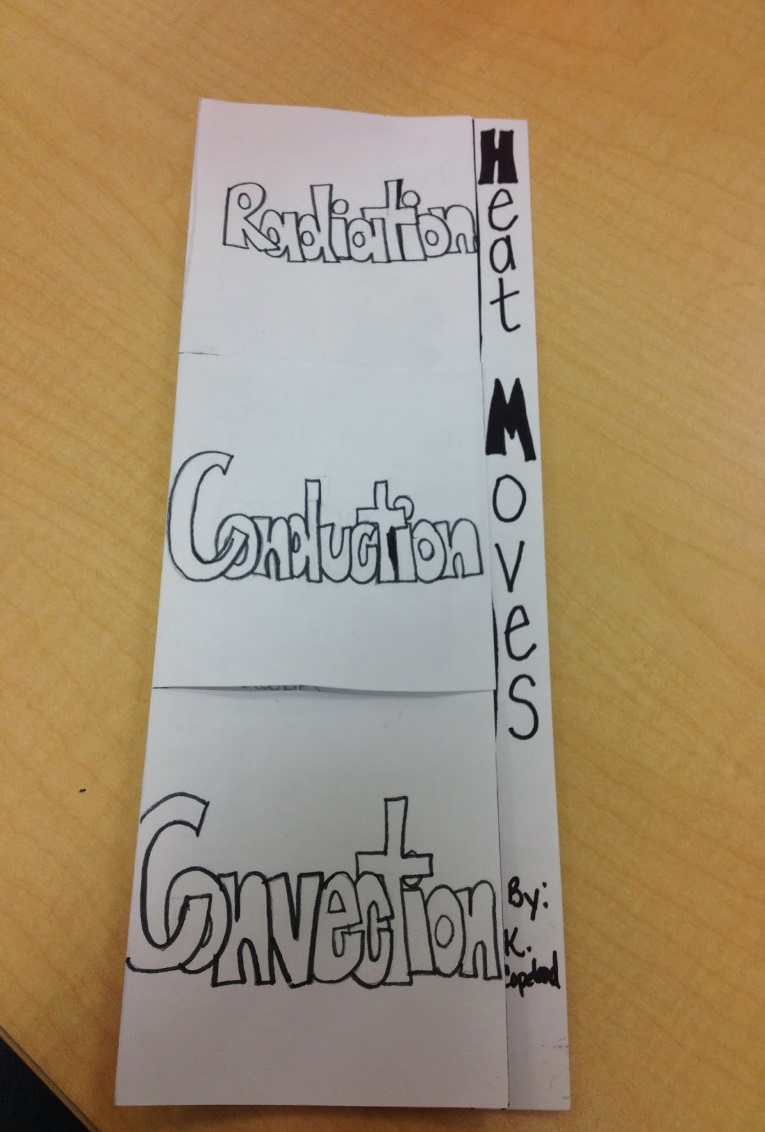 Radiation
Conduction
Convection
Heat Moves
By:
K.
Copeland